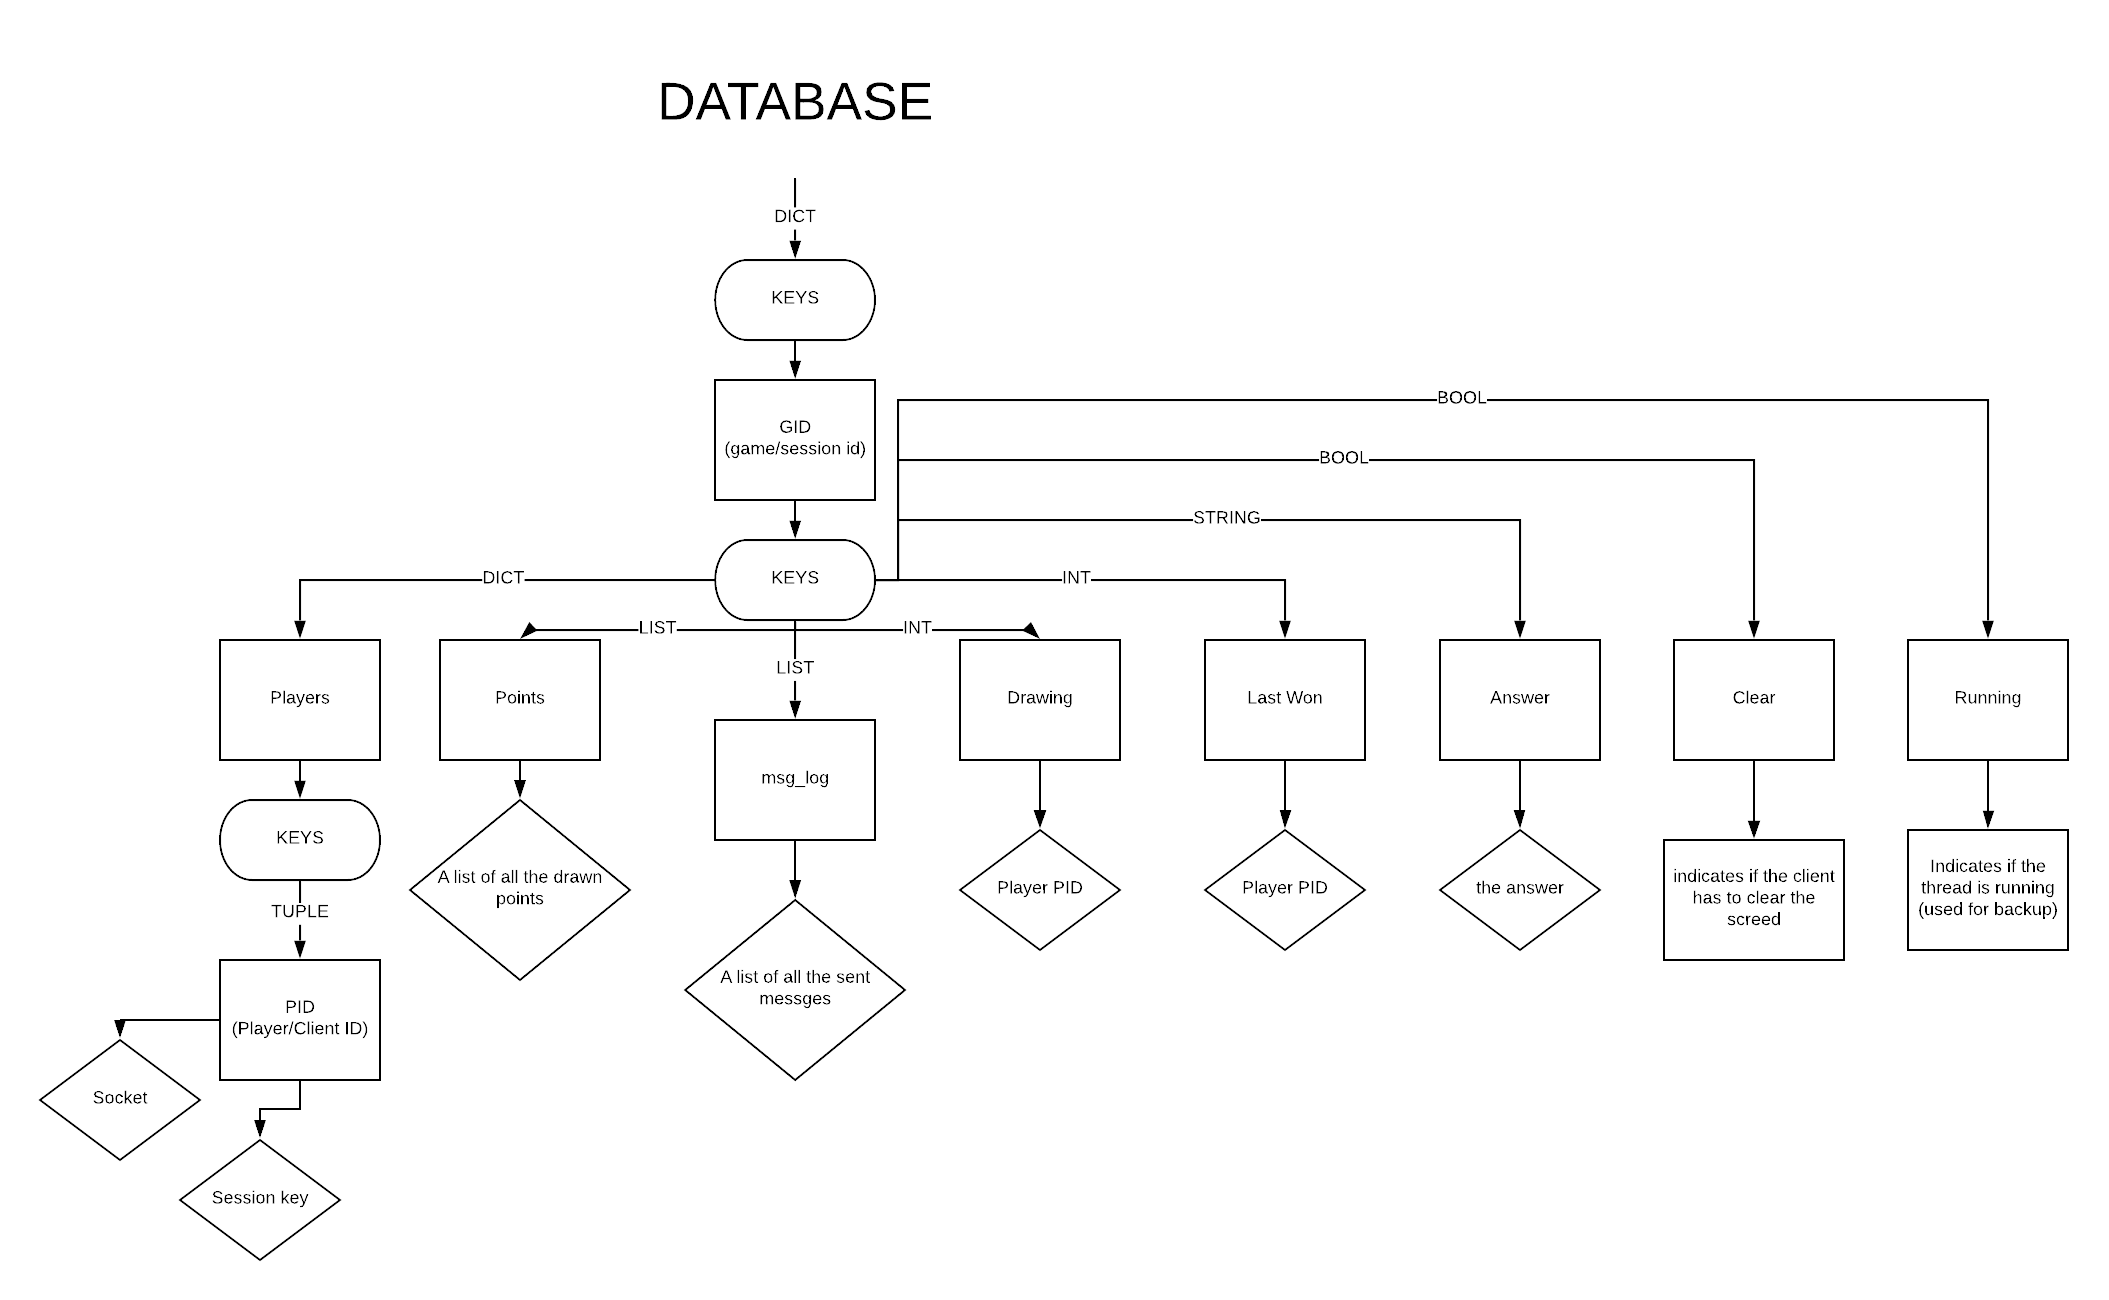 DATABASE
DICT
KEYS
GID
(game/session id)
BOOL
BOOL
STRING
DICT
KEYS
INT
LIST
INT
LIST
Players
Points
msg_log
Drawing
Last Won
Answer
Clear
Running
KEYS
TUPLE
A list of all the drawn
points
A list of all the sent
messges
Player PID
Player PID
the answer
indicates if the client
has to clear the
screed
Indicates if the
thread is running
(used for backup)
PID
(Player/Client ID)
Socket
Session key